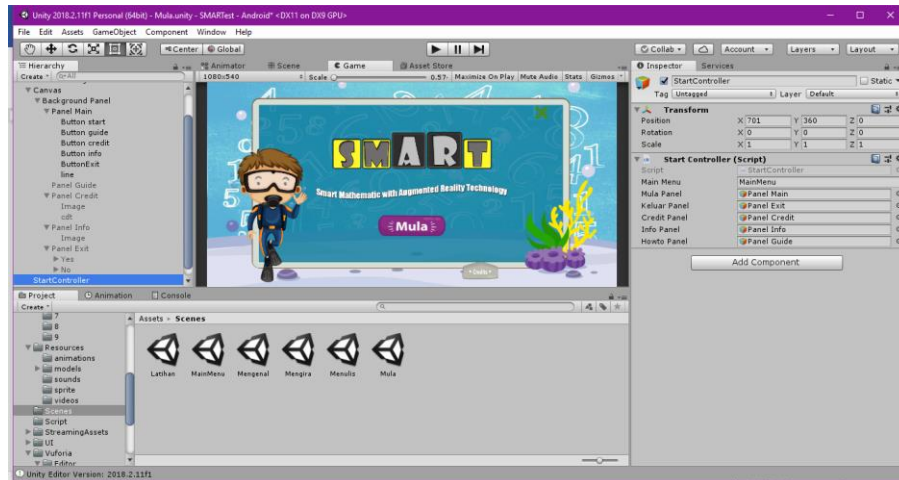 Unity 2018.2.11f1 Personal (64bit) - Mula.unity - SMARTest - Android* <DX11 on DX9 GPU>
File Edit Assets GameObject Component Window Help
Center Global Collab Account Layers Layout
Hierarchy
Create All
Canvas
Background Panel
Panel Main
Button start
Button guide
Button credit
Button info
ButtonExit
line
Panel Guide
Panel Credit
Image
cdt
Panel Info
Image
Panel Exit
Yes
No
StartController
Animator Scene Game Asset Store
1080x540 Scale 0.57 Maximize On Play Mute Audio Stats Gizmos
SMART
Smart Mathematic with Augmented Reality Technology
Mula
Inspector Services
StartController Static
Tag Untagged Layer Default
Transform
Position X 701 Y 360 Z 0
Rotation X 0 Y 0 Z 0
Scale X 1 Y 1 Z 1
Start Controller (Script)
Script StartController
Main Menu MainMenu
Mula Panel Panel Main
Keluar Panel Panel Exit
Credit Panel Panel Credit
Info Panel Panel Info
Howto Panel Panel Guide
Add Component
Project Animation Console
Create
7
8
9
Resources
animations
models
sounds
sprite
videos
Scenes
Script
StreamingAssets
UI
Vuforia
Editor
Assets Scenes
Latihan MainMenu Mengenal Mengira Menulis Mula
Unity Editor Version: 2018.2.11f1